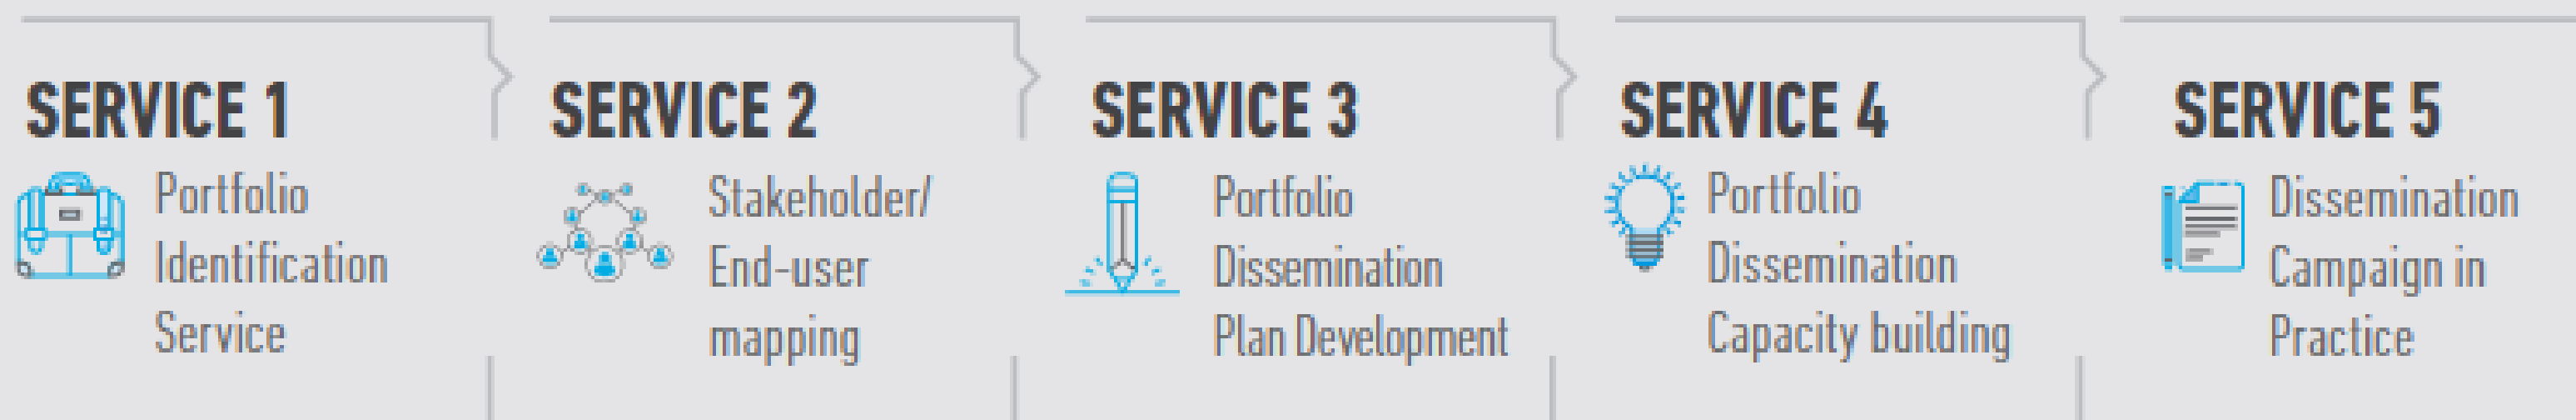 SERVICE 1
Portfolio
Identification
Service
SERVICE 2
Stakeholder/
End-user
mapping
SERVICE 3
Portfolio
Dissemination
Plan Development
SERVICE 4
Portfolio
Dissemination
Capacity building
SERVICE 5
Dissemination
Campaign in
Practice